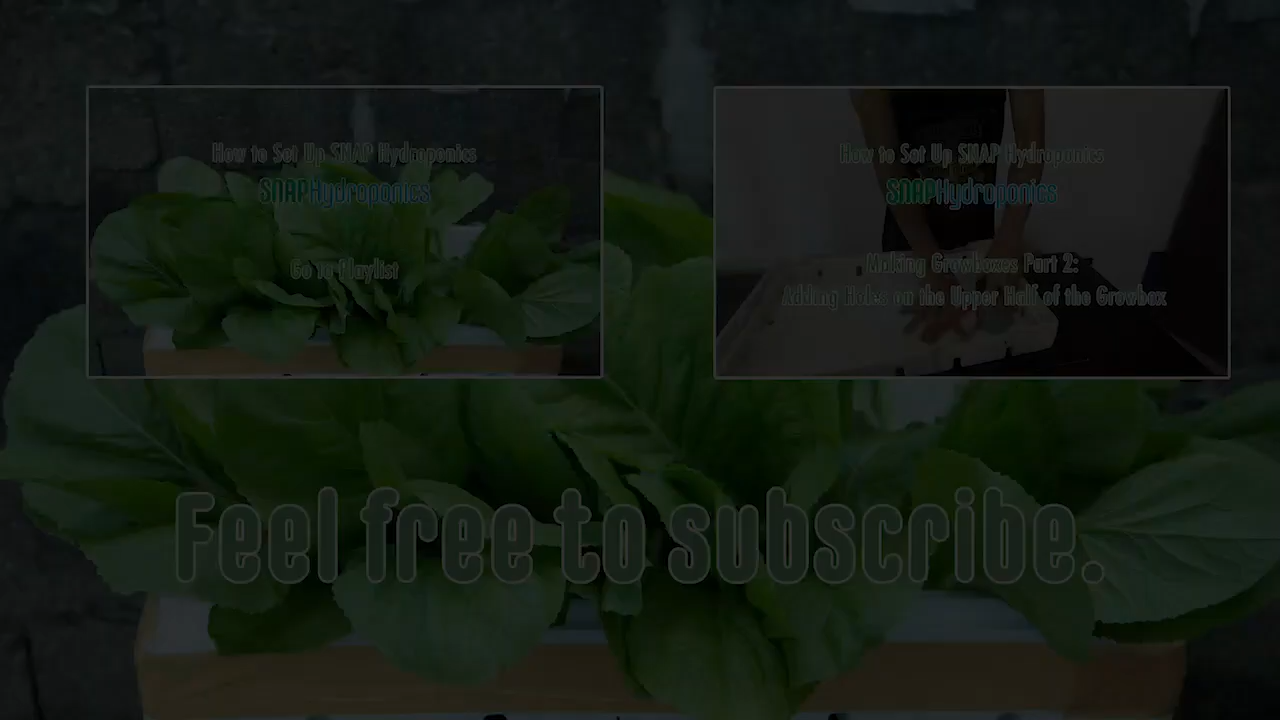 How to Set Up SNAP Hydroponics
SNAPHydroponics
Go To Playlist
How to Set Up SNAP Hydroponics
SNAPHydroponics
Making Growboxes Part 2:
Adding Holes on the Upper Half of the Growbox
Feel free to subscribe.